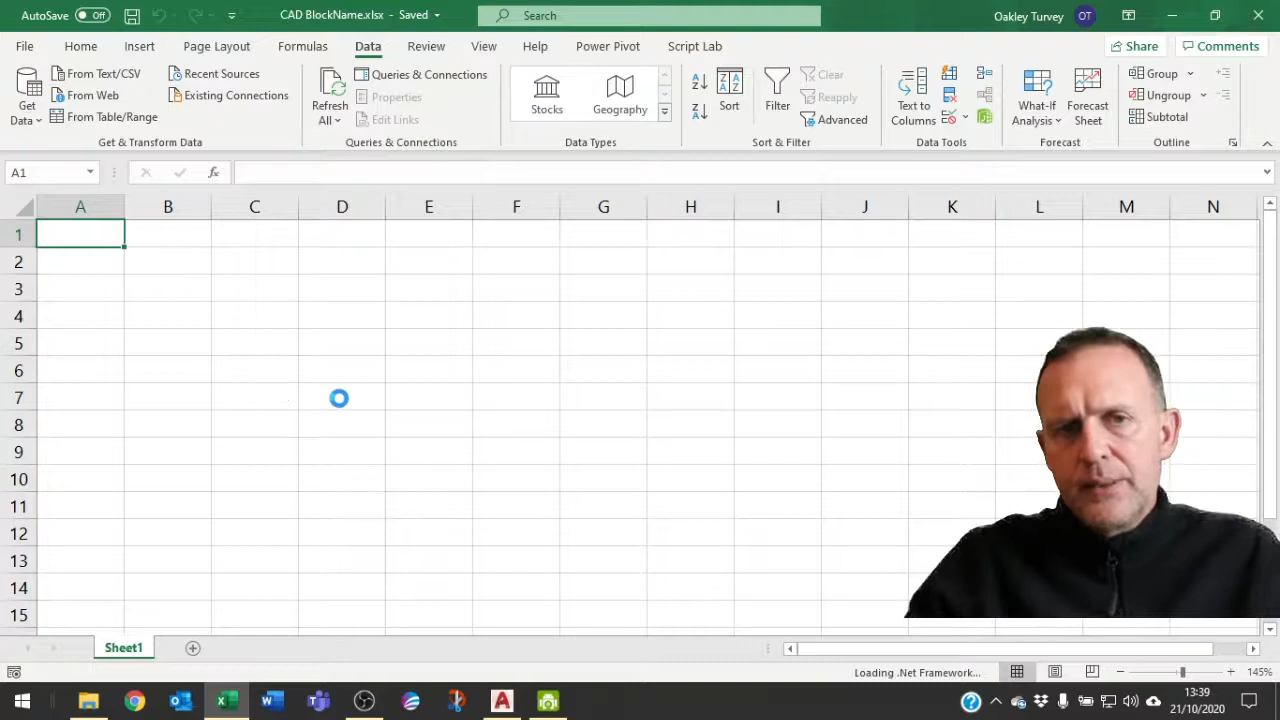 AutoSave Off CAD BlockName.xlsx - Saved Search Oakley Turvey OT
File Home Insert Page Layout Formulas Data Review View Help Power Pivot Script Lab Share Comments
Get Data
From Text/CSV
From Web
From Table/Range
Recent Sources
Existing Connections
Get & Transform Data
Refresh All
Queries & Connections
Properties
Edit Links
Queries & Connections
Stocks
Geography
Data Types
Sort
Filter
Clear
Reapply
Advanced
Sort & Filter
Text to Columns
Data Tools
What-If Analysis
Forecast Sheet
Forecast
Group
Ungroup
Subtotal
Outline
A1 fx
A B C D E F G H I J K L M N
1
2
3
4
5
6
7
8
9
10
11
12
13
14
15
Sheet1
Loading .Net Framework... 145%
13:39
21/10/2020